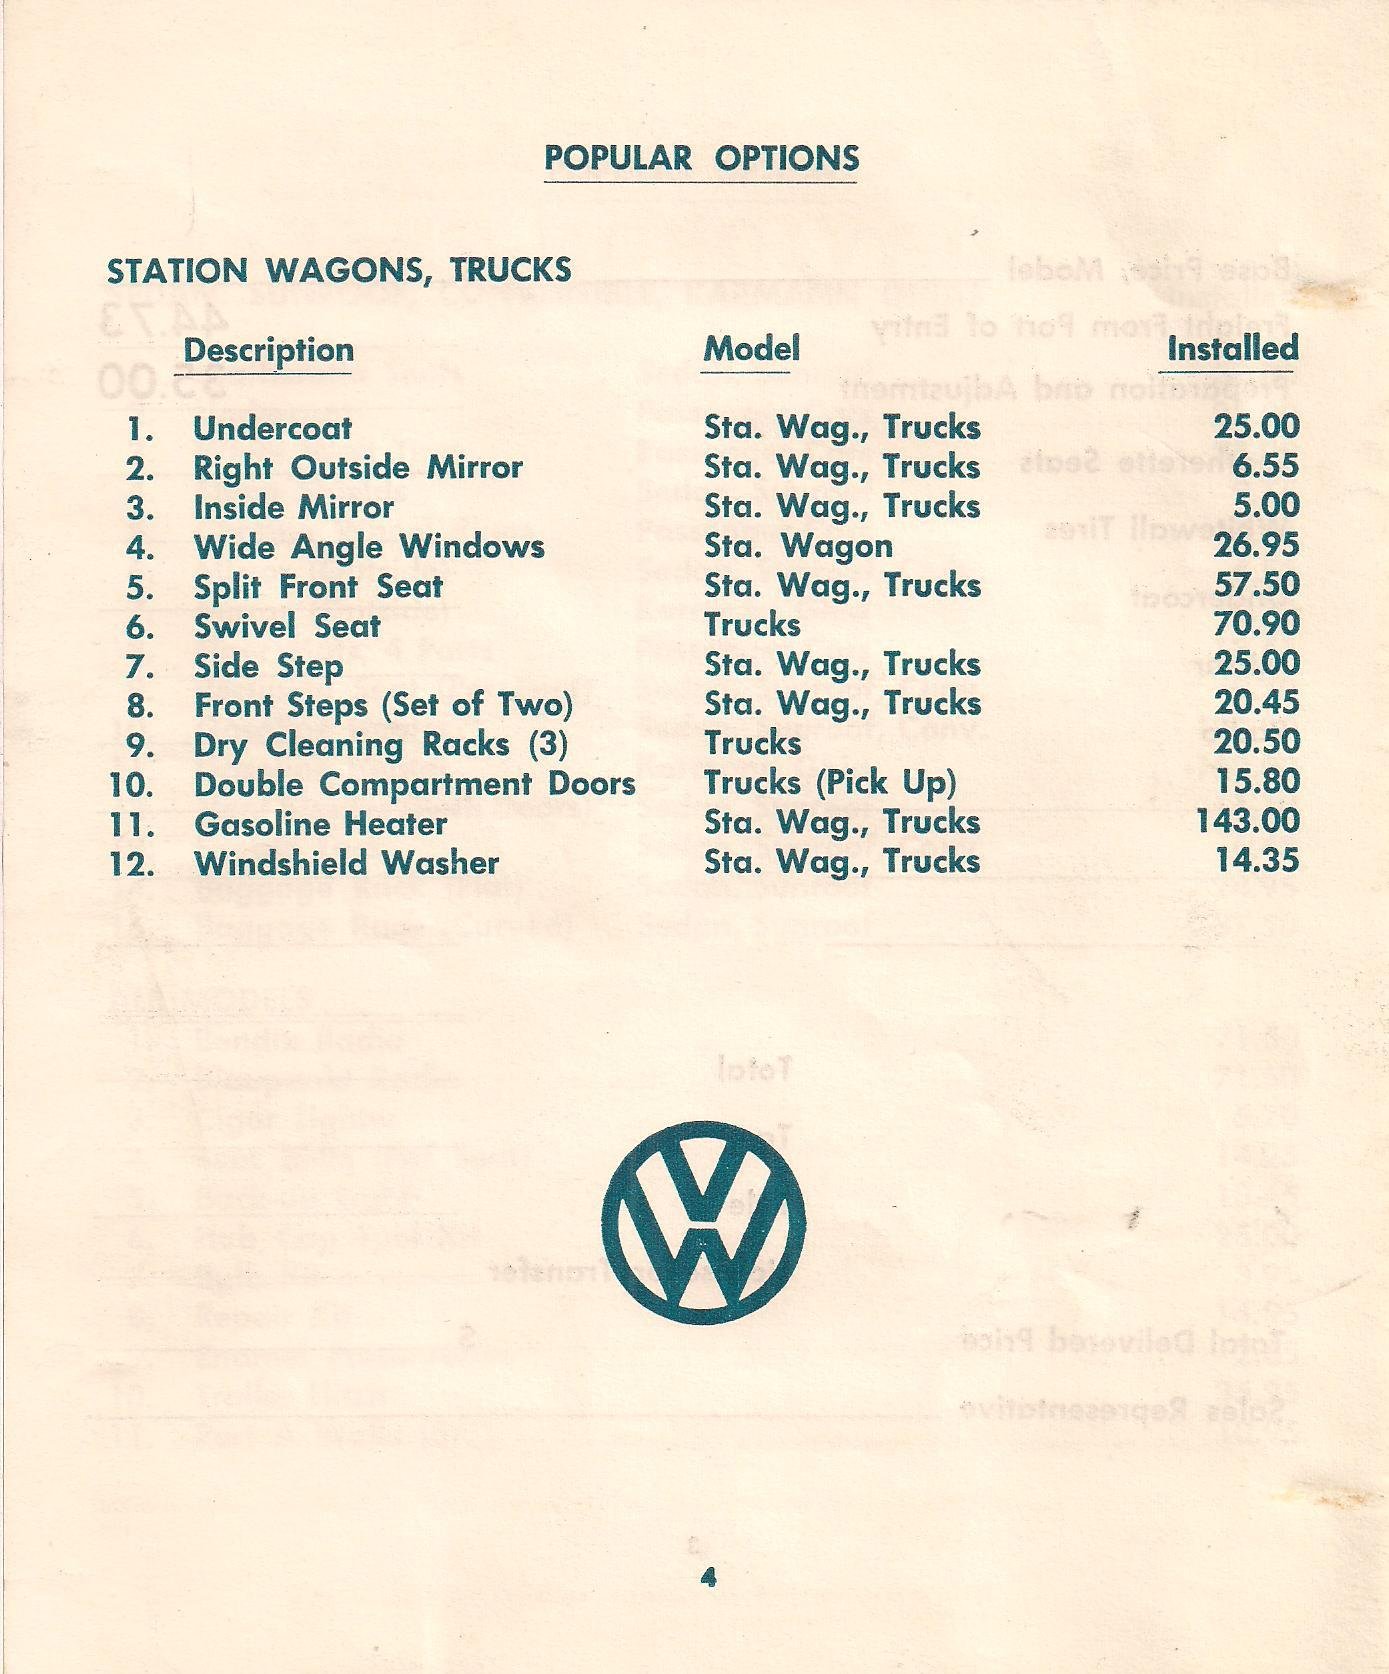 POPULAR OPTIONS
STATION WAGONS, TRUCKS
Description Model Installed
1. Undercoat Sta. Wag., Trucks 25.00
2. Right Outside Mirror Sta. Wag., Trucks 6.55
3. Inside Mirror Sta. Wag., Trucks 5.00
4. Wide Angle Windows Sta. Wagon 26.95
5. Split Front Seat Sta. Wag., Trucks 57.50
6. Swivel Seat Trucks 70.90
7. Side Step Sta. Wag., Trucks 25.00
8. Front Steps (Set of Two) Sta. Wag., Trucks 20.45
9. Dry Cleaning Racks (3) Trucks 20.50
10. Double Compartment Doors Trucks (Pick Up) 15.80
11. Gasoline Heater Sta. Wag., Trucks 143.00
12. Windshield Washer Sta. Wag., Trucks 14.35
VW
4